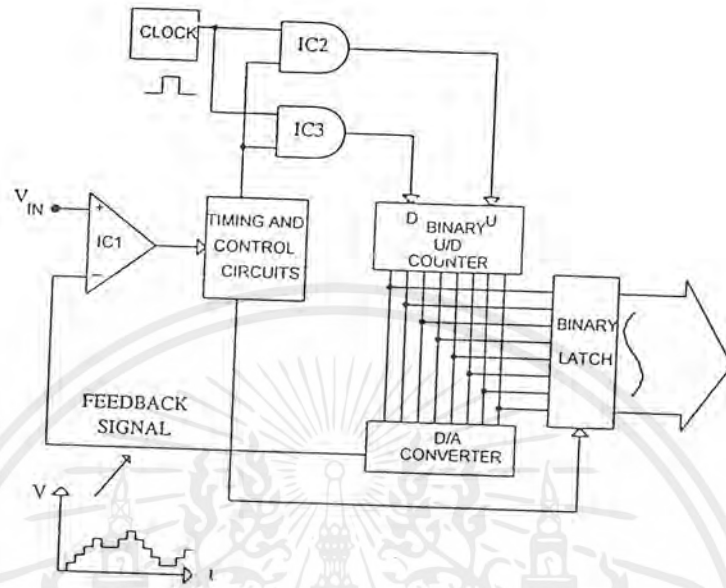 CLOCK
IC2
IC3
V IN
+
IC1
−
TIMING AND
CONTROL
CIRCUITS
D U
BINARY
U/D
COUNTER
BINARY
LATCH
FEEDBACK
SIGNAL
D/A
CONVERTER
V
t